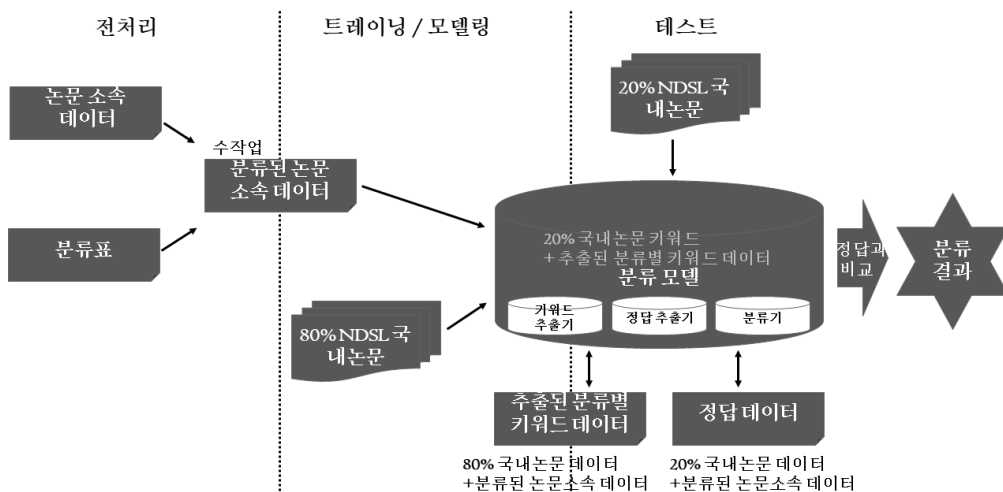 전처리
트레이닝 / 모델링
테스트
논문 소속
데이터
20% NDSL 국
내논문
수작업
분류된 논문
소속 데이터
분류표
20% 국내논문 키워드
+ 추출된 분류별 키워드 데이터
분류 모델
정답과
비교
분류
결과
키워드
추출기
정답 추출기
분류기
80% NDSL 국
내논문
추출된 분류별
키워드 데이터
정답 데이터
80% 국내논문 데이터
+분류된 논문소속 데이터
20% 국내논문 데이터
+분류된 논문소속 데이터